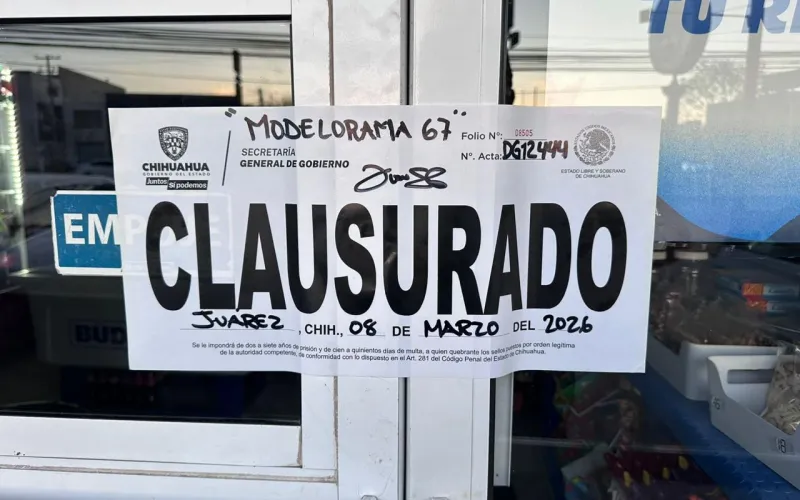 TU RE
"MODELORAMA 67"
CHIHUAHUA
GOBIERNO DEL ESTADO
Juntos Sí podemos
SECRETARÍA
GENERAL DE GOBIERNO
Folio N°: 08505
N°. Acta: DG12444
ESTADO LIBRE Y SOBERANO
DE CHIHUAHUA
EMP
CLAUSURADO
JUAREZ, CHIH., 08 DE MARZO DEL 2026
Se le impondrá de dos a siete años de prisión y de cien a quinientos días de multa, a quien quebrante los sellos puestos por orden legítima
de la autoridad competente, de conformidad con lo dispuesto en el Art. 281 del Código Penal del Estado de Chihuahua.
BUD